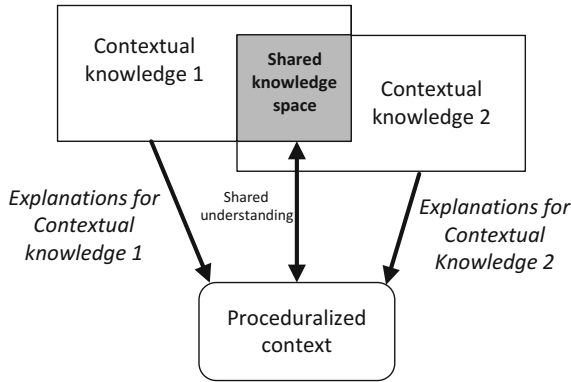 Contextual
knowledge 1
Shared
knowledge
space
Contextual
knowledge 2
Explanations for
Contextual
knowledge 1
Shared
understanding
Explanations for
Contextual
Knowledge 2
Proceduralized
context